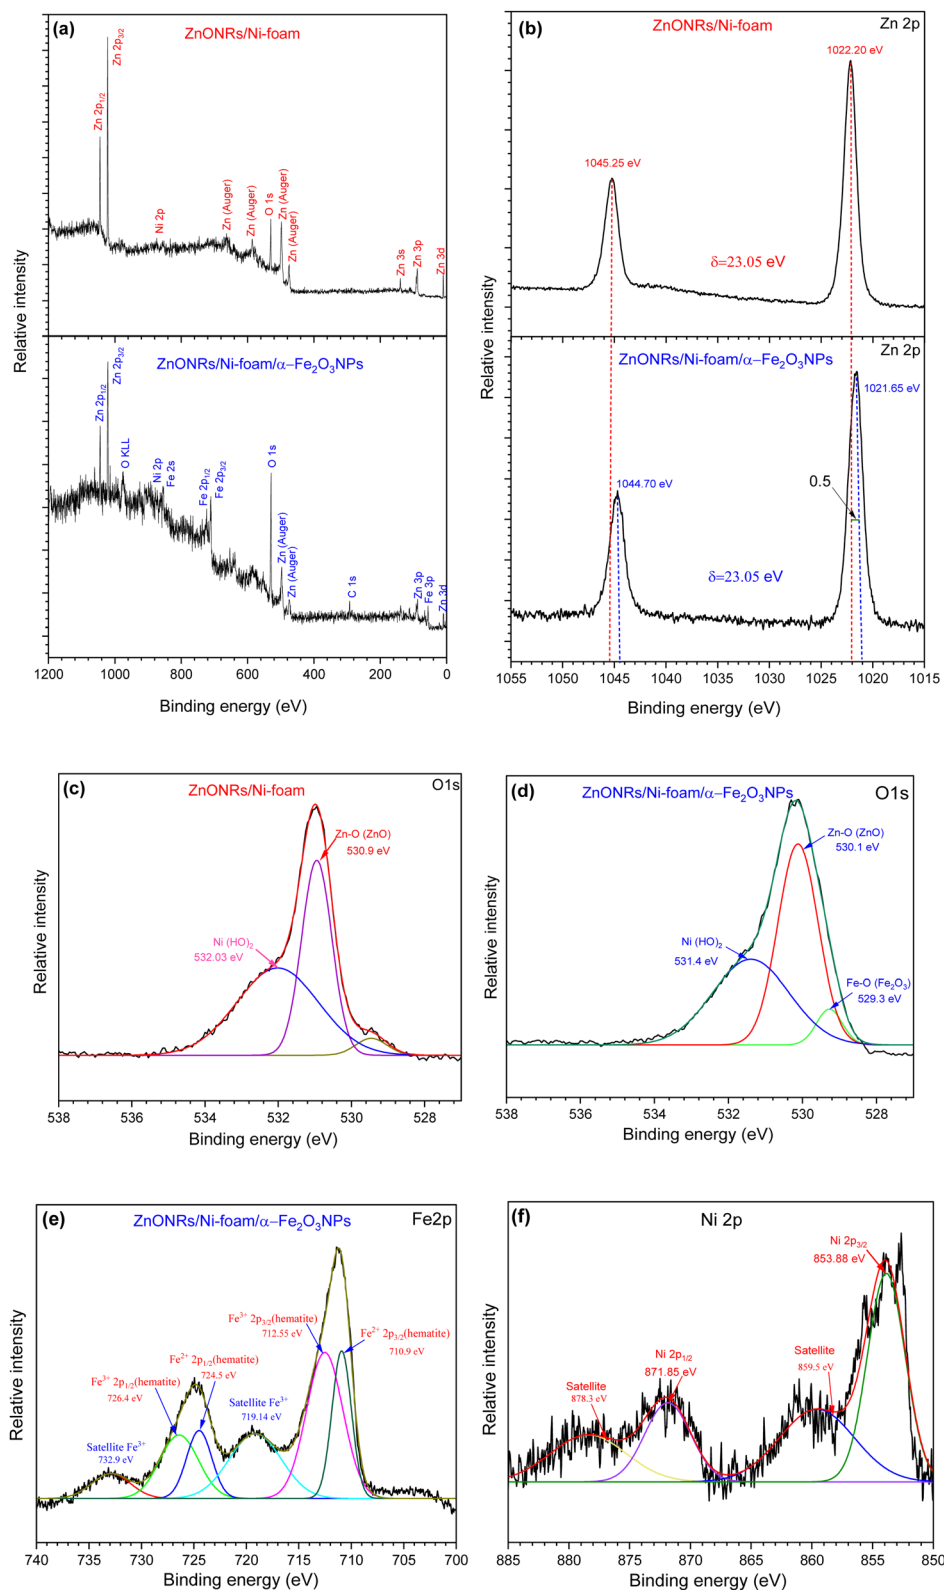 (a)
ZnONRs/Ni-foam
Zn 2p3/2
Zn 2p1/2
Ni 2p
Zn (Auger)
Zn (Auger)
O 1s
Zn (Auger)
Zn (Auger)
Zn 3s
Zn 3p
Zn 3d
ZnONRs/Ni-foam/α–Fe2O3NPs
Zn 2p3/2
Zn 2p1/2
O KLL
Ni 2p
Fe 2s
Fe 2p1/2
Fe 2p3/2
O 1s
Zn (Auger)
Zn (Auger)
C 1s
Zn 3p
Fe 3p
Zn 3d
Relative intensity
1200 1000 800 600 400 200 0
Binding energy (eV)
(b)
ZnONRs/Ni-foam
Zn 2p
1022.20 eV
1045.25 eV
δ=23.05 eV
ZnONRs/Ni-foam/α–Fe2O3NPs
Zn 2p
1021.65 eV
1044.70 eV
0.5
δ=23.05 eV
Relative intensity
1055 1050 1045 1040 1035 1030 1025 1020 1015
Binding energy (eV)
(c)
ZnONRs/Ni-foam
O1s
Zn-O (ZnO)
530.9 eV
Ni (HO)2
532.03 eV
Relative intensity
538 536 534 532 530 528
Binding energy (eV)
(d)
ZnONRs/Ni-foam/α–Fe2O3NPs
O1s
Zn-O (ZnO)
530.1 eV
Ni (HO)2
531.4 eV
Fe-O (Fe2O3)
529.3 eV
Relative intensity
538 536 534 532 530 528
Binding energy (eV)
(e)
ZnONRs/Ni-foam/α–Fe2O3NPs
Fe2p
Fe3+ 2p3/2(hematite)
712.55 eV
Fe2+ 2p3/2(hematite)
710.9 eV
Fe2+ 2p1/2(hematite)
724.5 eV
Fe3+ 2p1/2(hematite)
726.4 eV
Satellite Fe3+
719.14 eV
Satellite Fe3+
732.9 eV
Relative intensity
740 735 730 725 720 715 710 705 700
Binding energy (eV)
(f)
Ni 2p
Ni 2p3/2
853.88 eV
Ni 2p1/2
871.85 eV
Satellite
859.5 eV
Satellite
878.3 eV
Relative intensity
885 880 875 870 865 860 855 850
Binding energy (eV)